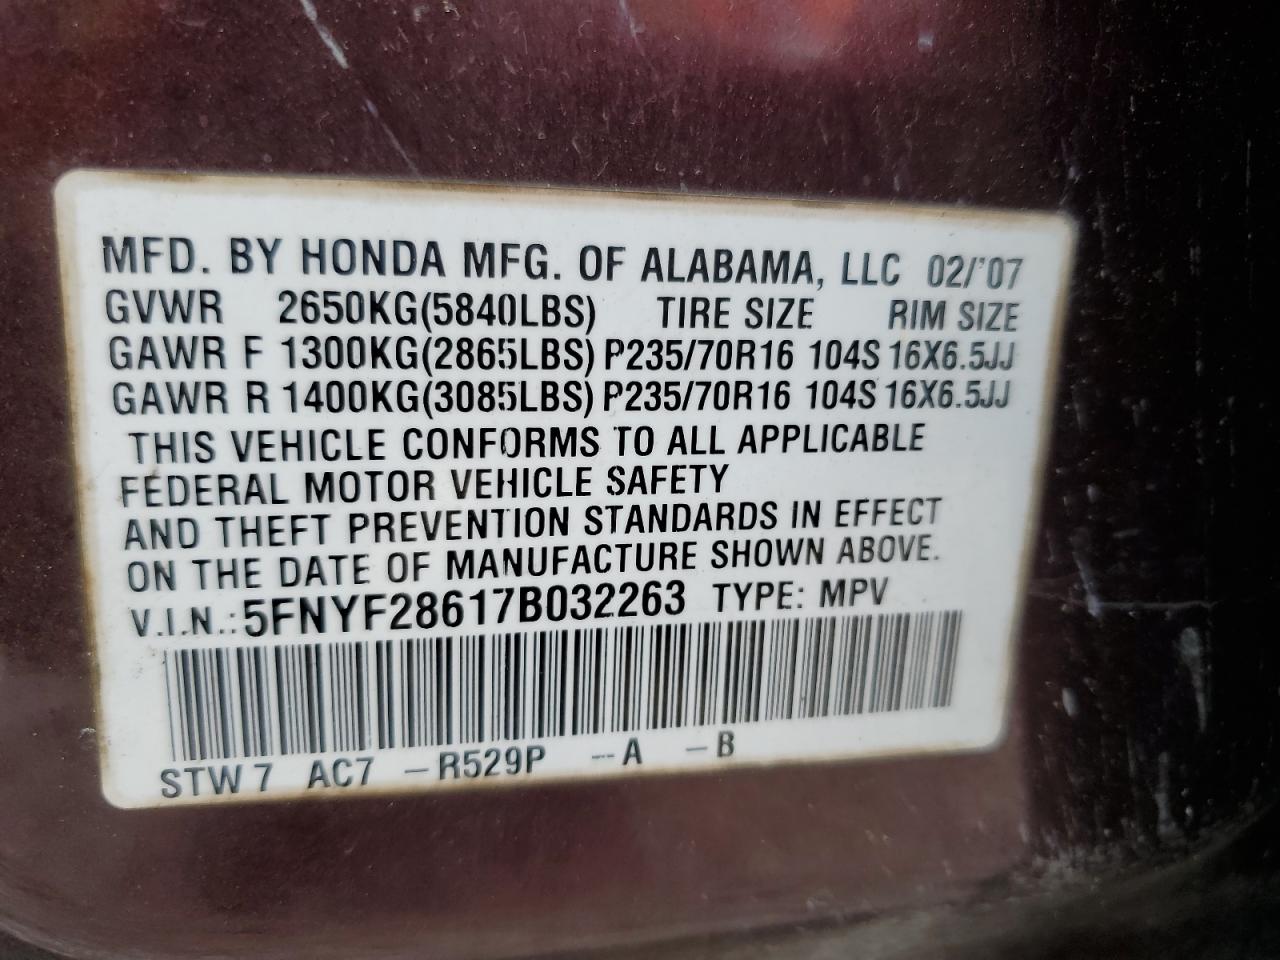 MFD. BY HONDA MFG. OF ALABAMA, LLC 02/'07
GVWR 2650KG(5840LBS) TIRE SIZE RIM SIZE
GAWR F 1300KG(2865LBS) P235/70R16 104S 16X6.5JJ
GAWR R 1400KG(3085LBS) P235/70R16 104S 16X6.5JJ
THIS VEHICLE CONFORMS TO ALL APPLICABLE
FEDERAL MOTOR VEHICLE SAFETY
AND THEFT PREVENTION STANDARDS IN EFFECT
ON THE DATE OF MANUFACTURE SHOWN ABOVE.
V.I.N.: 5FNYF28617B032263 TYPE: MPV
STW7 AC7 -R529P --A -B